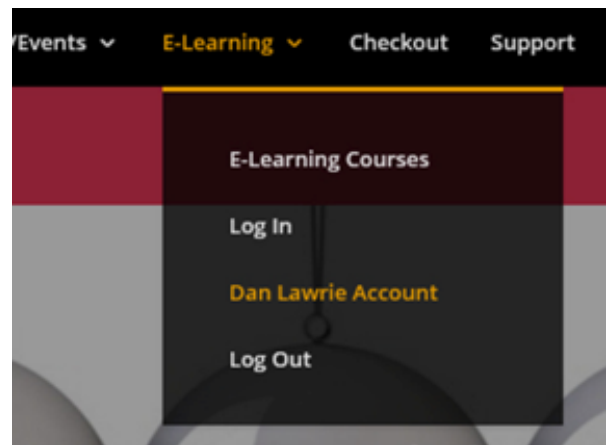 /Events E-Learning Checkout Support
E-Learning Courses
Log In
Dan Lawrie Account
Log Out